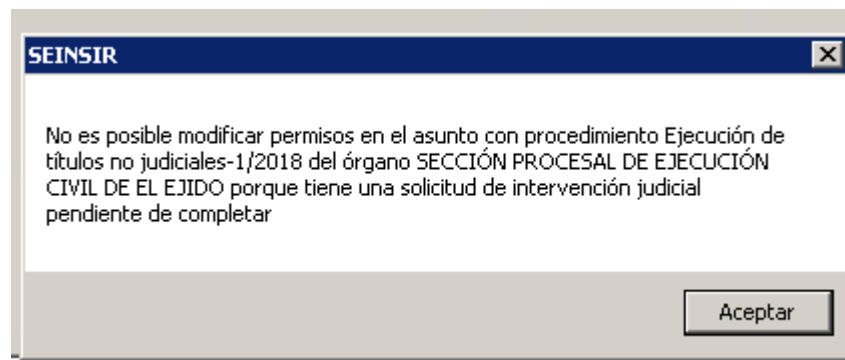 SEINSIR
No es posible modificar permisos en el asunto con procedimiento Ejecución de
títulos no judiciales-1/2018 del órgano SECCIÓN PROCESAL DE EJECUCIÓN
CIVIL DE EL EJIDO porque tiene una solicitud de intervención judicial
pendiente de completar
Aceptar